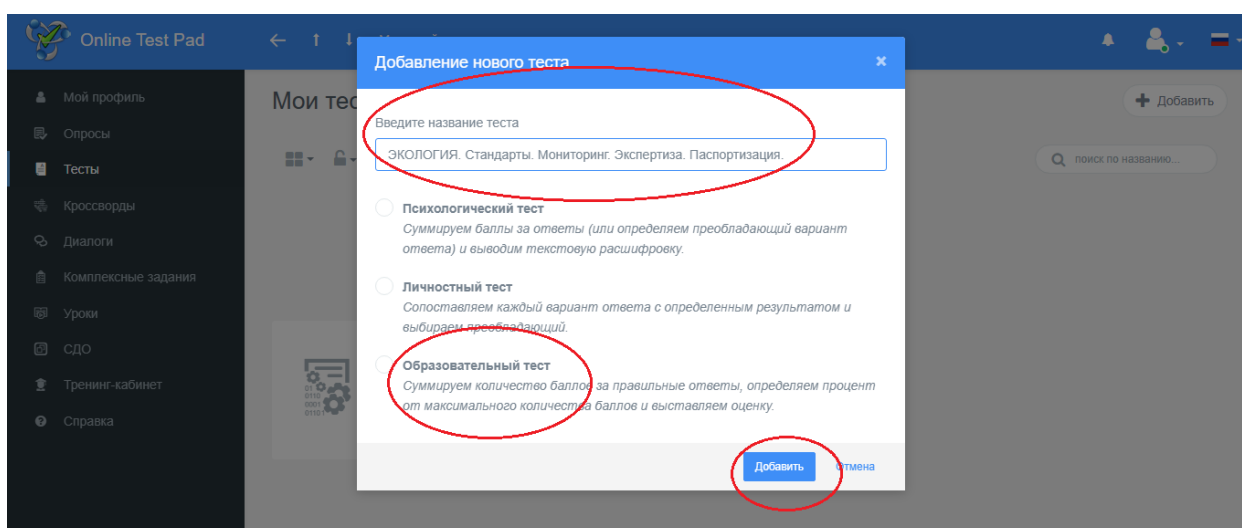 Online Test Pad
Добавление нового теста
Мой профиль
Опросы
Тесты
Кроссворды
Диалоги
Комплексные задания
Уроки
СДО
Тренинг-кабинет
Справка
Мои тес
Добавить
поиск по названию...
Введите название теста
ЭКОЛОГИЯ. Стандарты. Мониторинг. Экспертиза. Паспортизация.
Психологический тест
Суммируем баллы за ответы (или определяем преобладающий вариант
ответа) и выводим текстовую расшифровку.
Личностный тест
Сопоставляем каждый вариант ответа с определенным результатом и
выбираем преобладающий.
Образовательный тест
Суммируем количество баллов за правильные ответы, определяем процент
от максимального количества баллов и выставляем оценку.
Добавить
Отмена